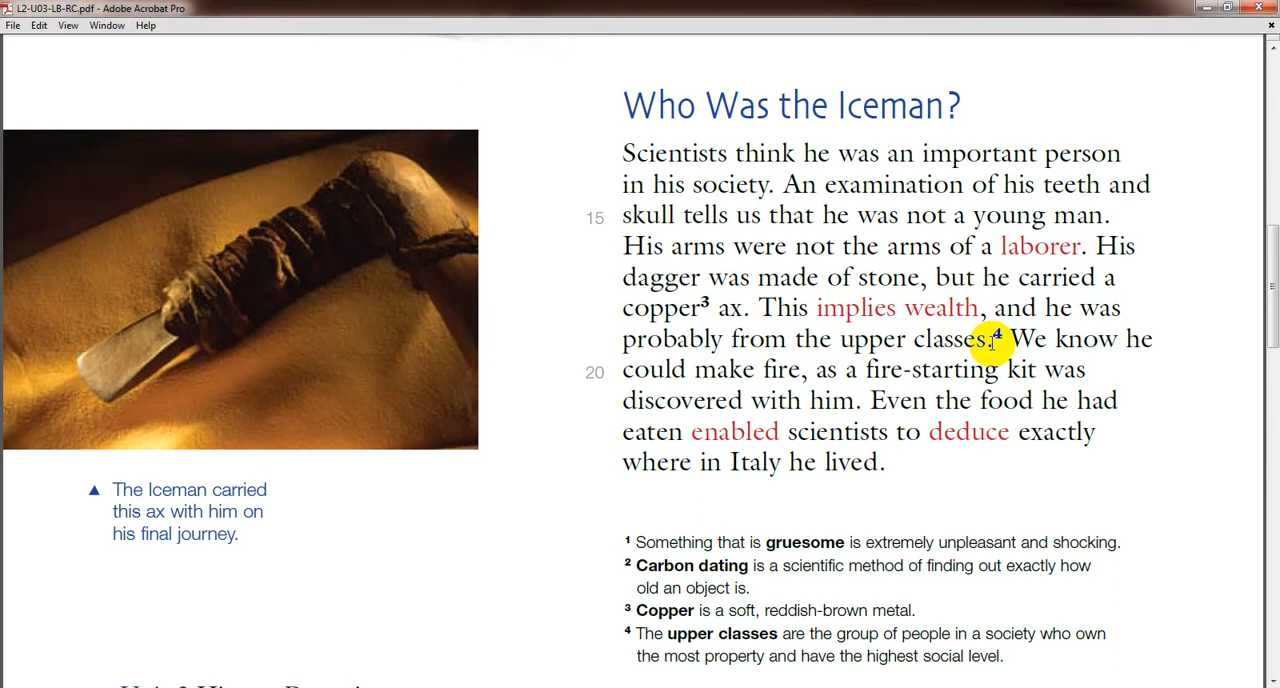 L2-U03-LB-RC.pdf - Adobe Acrobat Pro
File Edit View Window Help
Who Was the Iceman?
Scientists think he was an important person
in his society. An examination of his teeth and
15 skull tells us that he was not a young man.
His arms were not the arms of a laborer. His
dagger was made of stone, but he carried a
copper³ ax. This implies wealth, and he was
probably from the upper classes.⁴ We know he
20 could make fire, as a fire-starting kit was
discovered with him. Even the food he had
eaten enabled scientists to deduce exactly
where in Italy he lived.
▲ The Iceman carried
this ax with him on
his final journey.
¹ Something that is gruesome is extremely unpleasant and shocking.
² Carbon dating is a scientific method of finding out exactly how
old an object is.
³ Copper is a soft, reddish-brown metal.
⁴ The upper classes are the group of people in a society who own
the most property and have the highest social level.